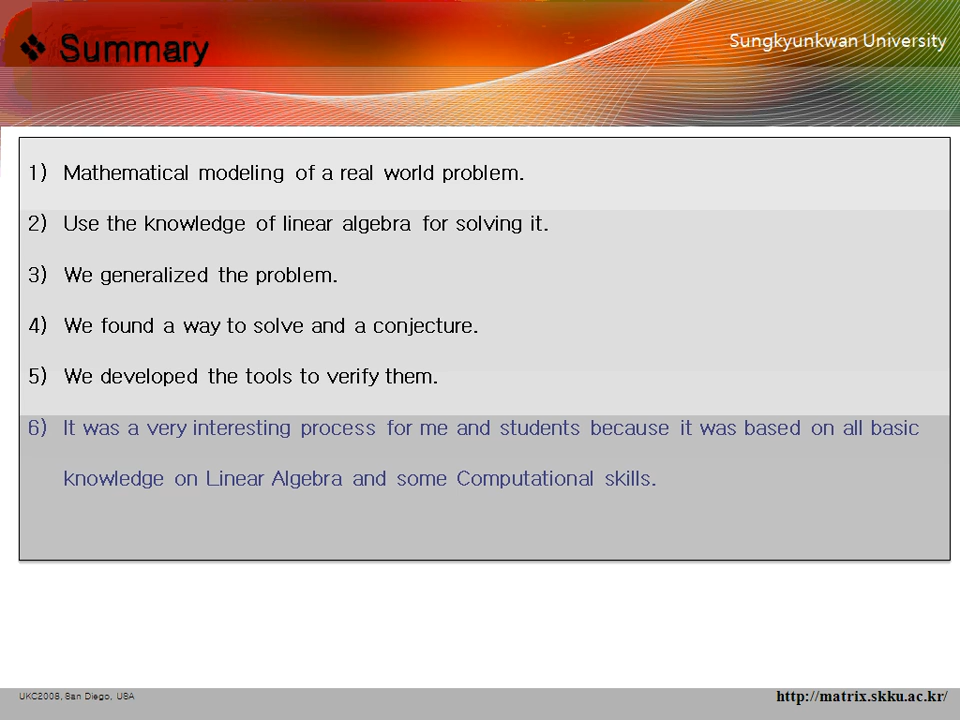 ❖ Summary
Sungkyunkwan University
1) Mathematical modeling of a real world problem.
2) Use the knowledge of linear algebra for solving it.
3) We generalized the problem.
4) We found a way to solve and a conjecture.
5) We developed the tools to verify them.
6) It was a very interesting process for me and students because it was based on all basic
knowledge on Linear Algebra and some Computational skills.
UKC2008, San Diego, USA
http://matrix.skku.ac.kr/